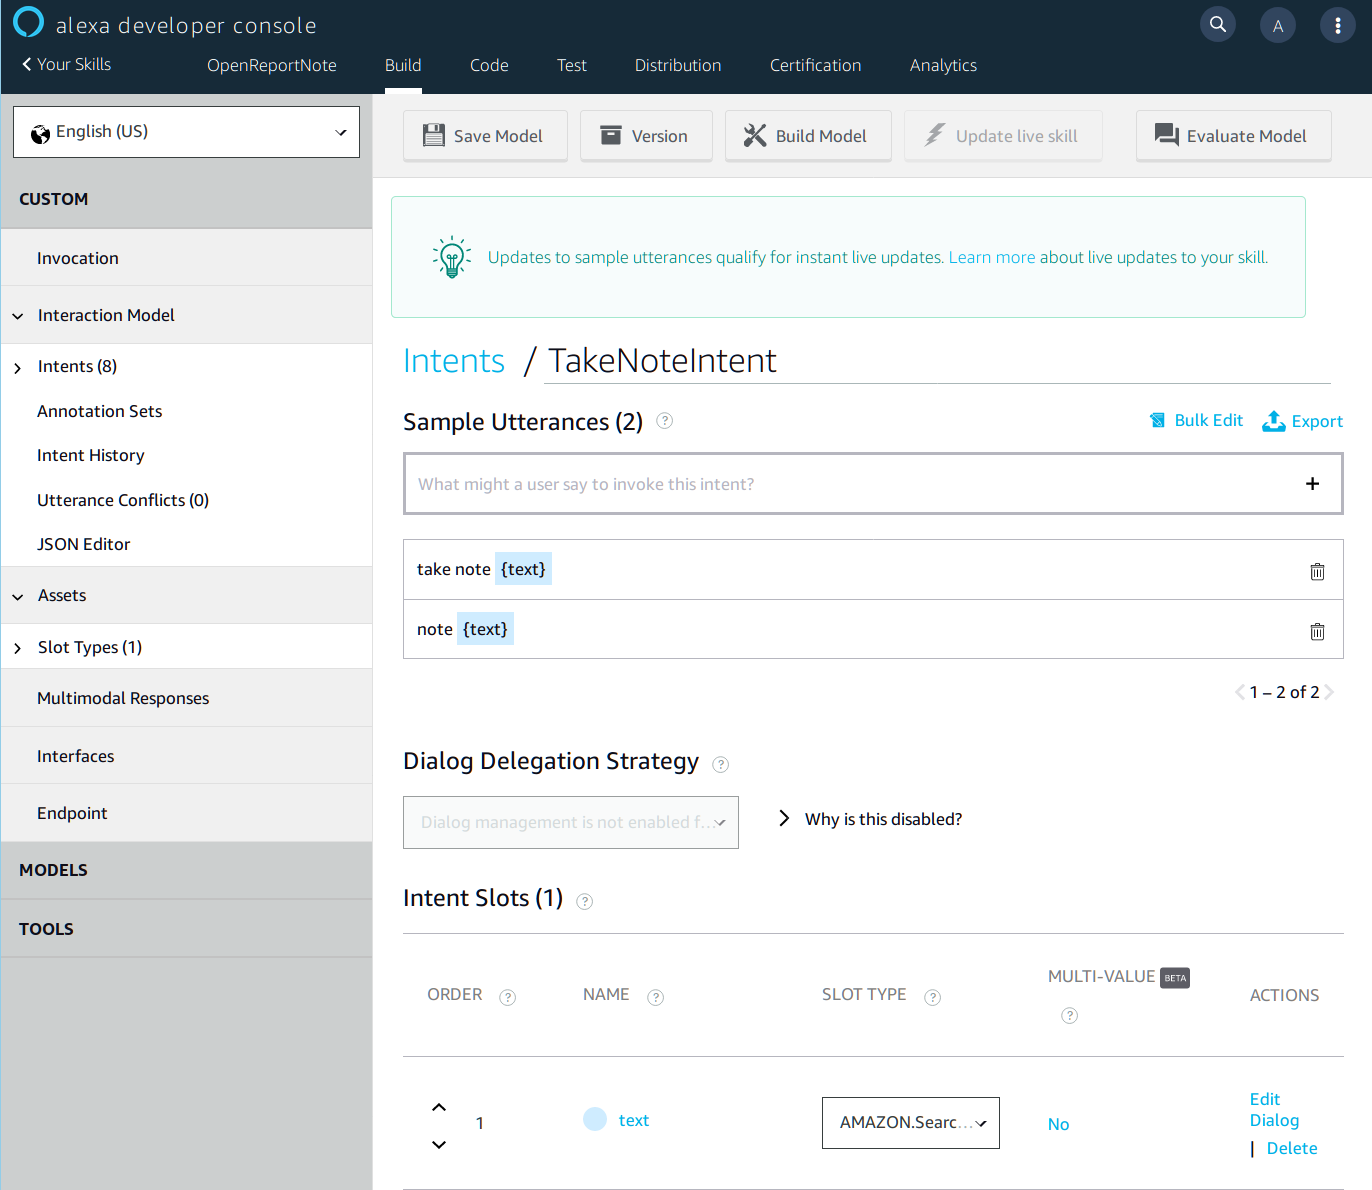 alexa developer console
A
Your Skills
OpenReportNote
Build
Code
Test
Distribution
Certification
Analytics
English (US)
Save Model
Version
Build Model
Update live skill
Evaluate Model
CUSTOM
Invocation
Interaction Model
Intents (8)
Annotation Sets
Intent History
Utterance Conflicts (0)
JSON Editor
Assets
Slot Types (1)
Multimodal Responses
Interfaces
Endpoint
MODELS
TOOLS
Updates to sample utterances qualify for instant live updates. Learn more about live updates to your skill.
Intents / TakeNoteIntent
Sample Utterances (2) ?
Bulk Edit
Export
What might a user say to invoke this intent? +
take note {text}
note {text}
1 – 2 of 2
Dialog Delegation Strategy ?
Dialog management is not enabled f...
Why is this disabled?
Intent Slots (1) ?
ORDER ?
NAME ?
SLOT TYPE ?
MULTI-VALUE BETA
?
ACTIONS
1
text
AMAZON.Searc...
No
Edit
Dialog
| Delete